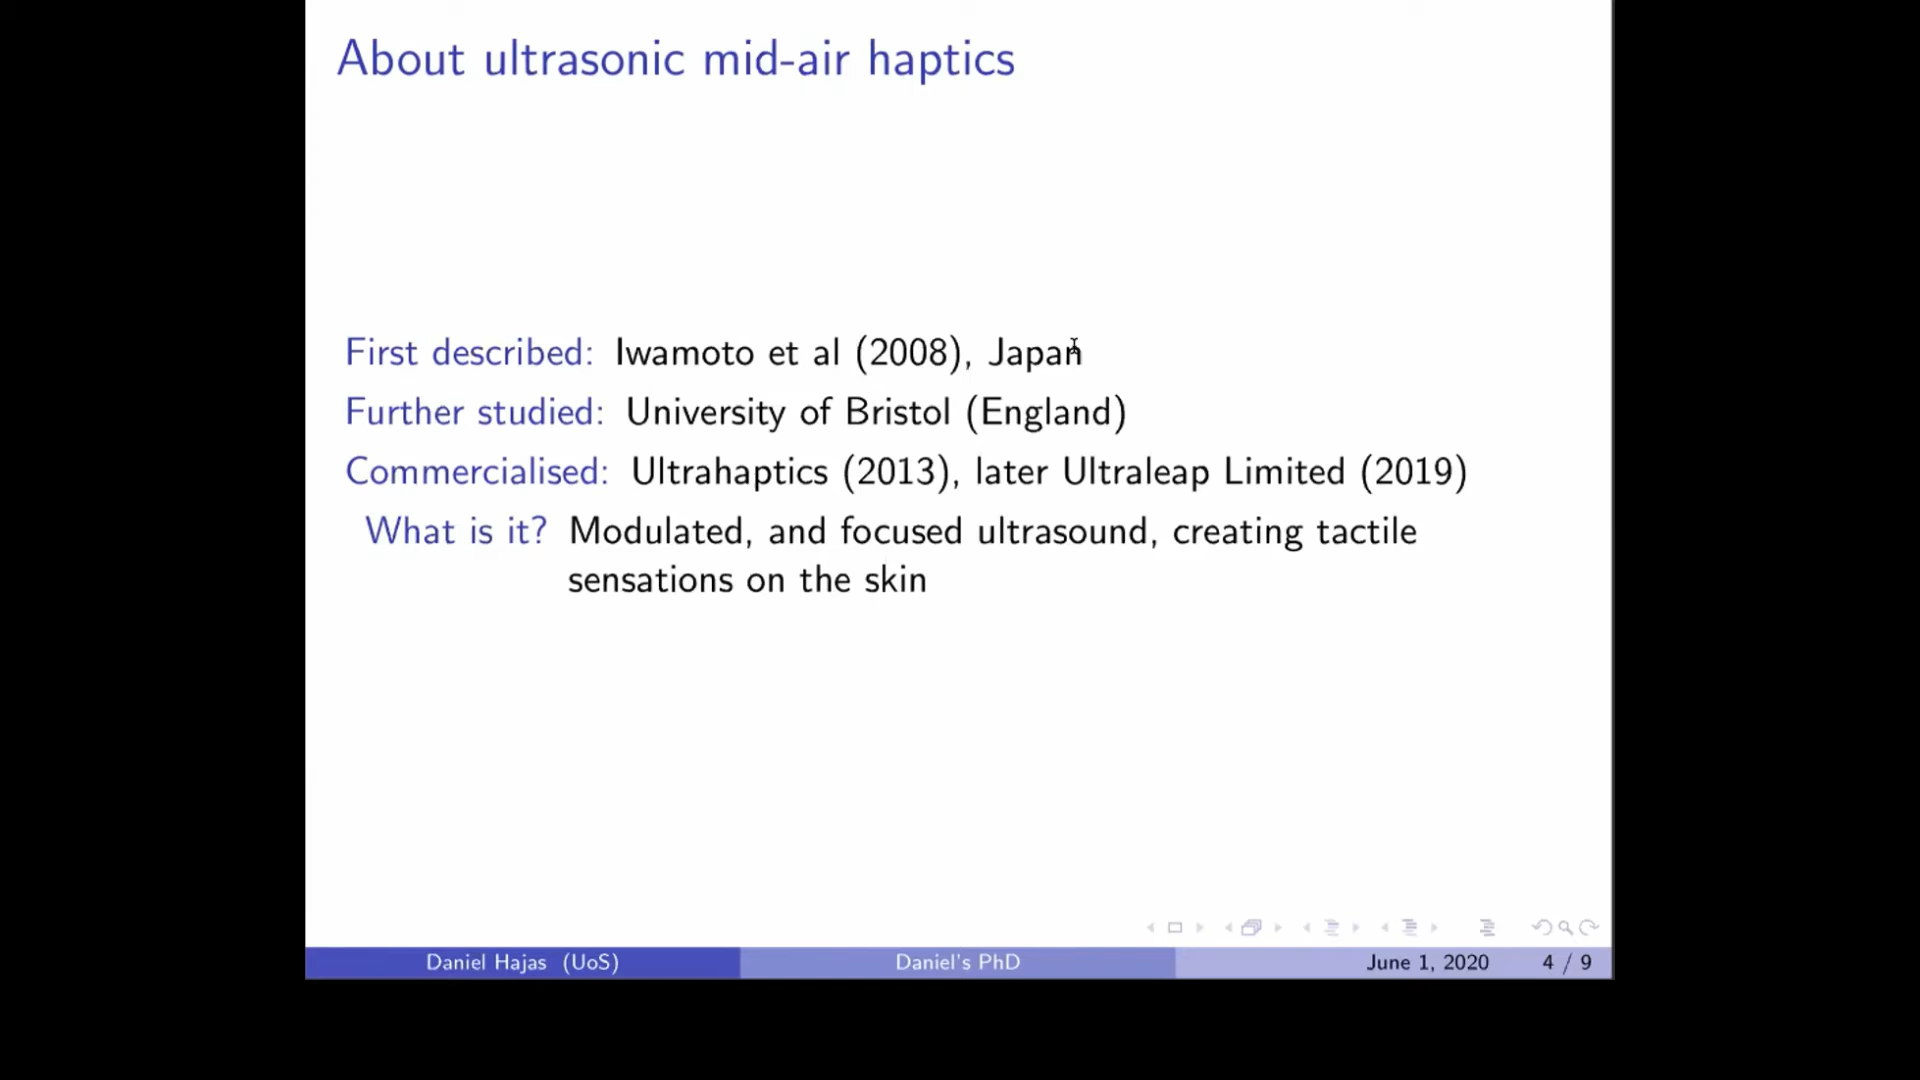 About ultrasonic mid-air haptics
First described: Iwamoto et al (2008), Japan
Further studied: University of Bristol (England)
Commercialised: Ultrahaptics (2013), later Ultraleap Limited (2019)
What is it? Modulated, and focused ultrasound, creating tactile
sensations on the skin
Daniel Hajas (UoS) Daniel's PhD June 1, 2020 4 / 9